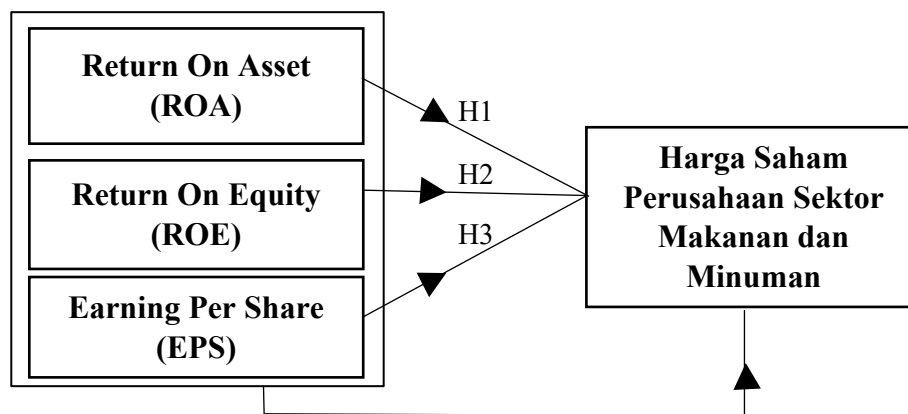 Return On Asset
(ROA)
H1
Return On Equity
(ROE)
H2
Earning Per Share
(EPS)
H3
Harga Saham
Perusahaan Sektor
Makanan dan
Minuman